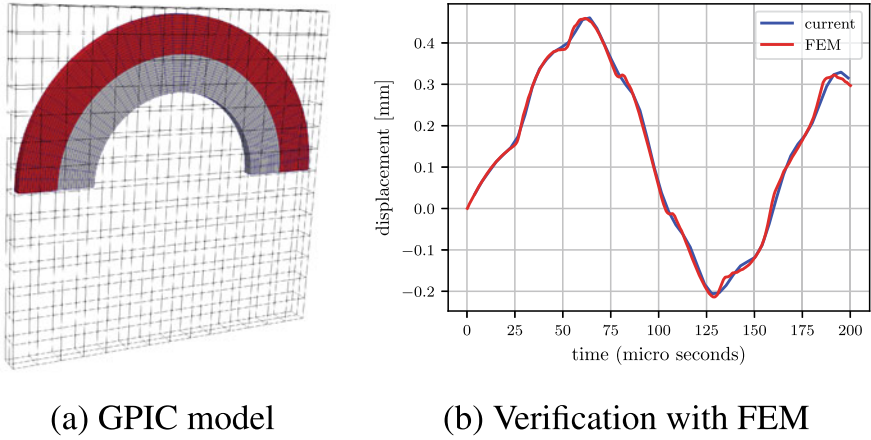 current
FEM
displacement [mm]
0.4
0.3
0.2
0.1
0.0
−0.1
−0.2
0 25 50 75 100 125 150 175 200
time (micro seconds)
(a) GPIC model
(b) Verification with FEM